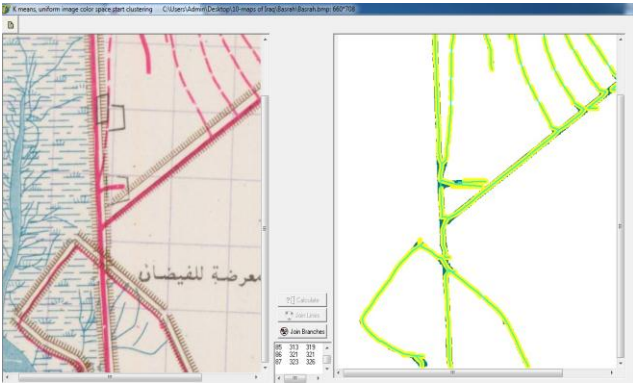 K means, uniform image color space start clustering C:\Users\Admin\Desktop\18-maps of Iraq\Basrah\Basrah.bmp: 660*708
معرضة للفيضان
Calculate
Join Links
Join Branches
85 313 319
86 321 321
87 323 326